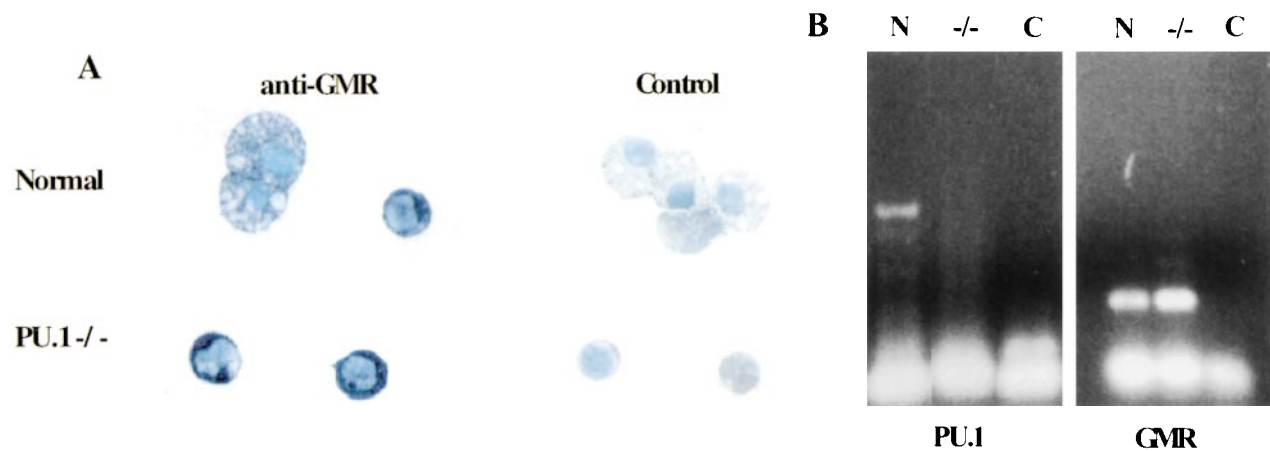 A
anti-GMR
Control
Normal
PU.1 -/-
B
N -/- C
N -/- C
PU.1
GMR